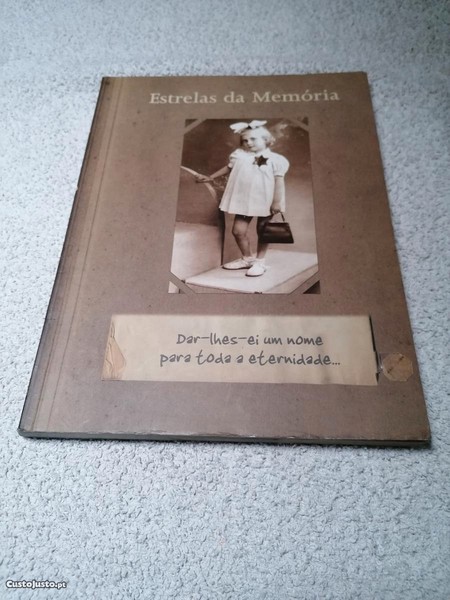 Estrelas da Memória
Dar-lhes-ei um nome
para toda a eternidade...
CustoJusto.pt